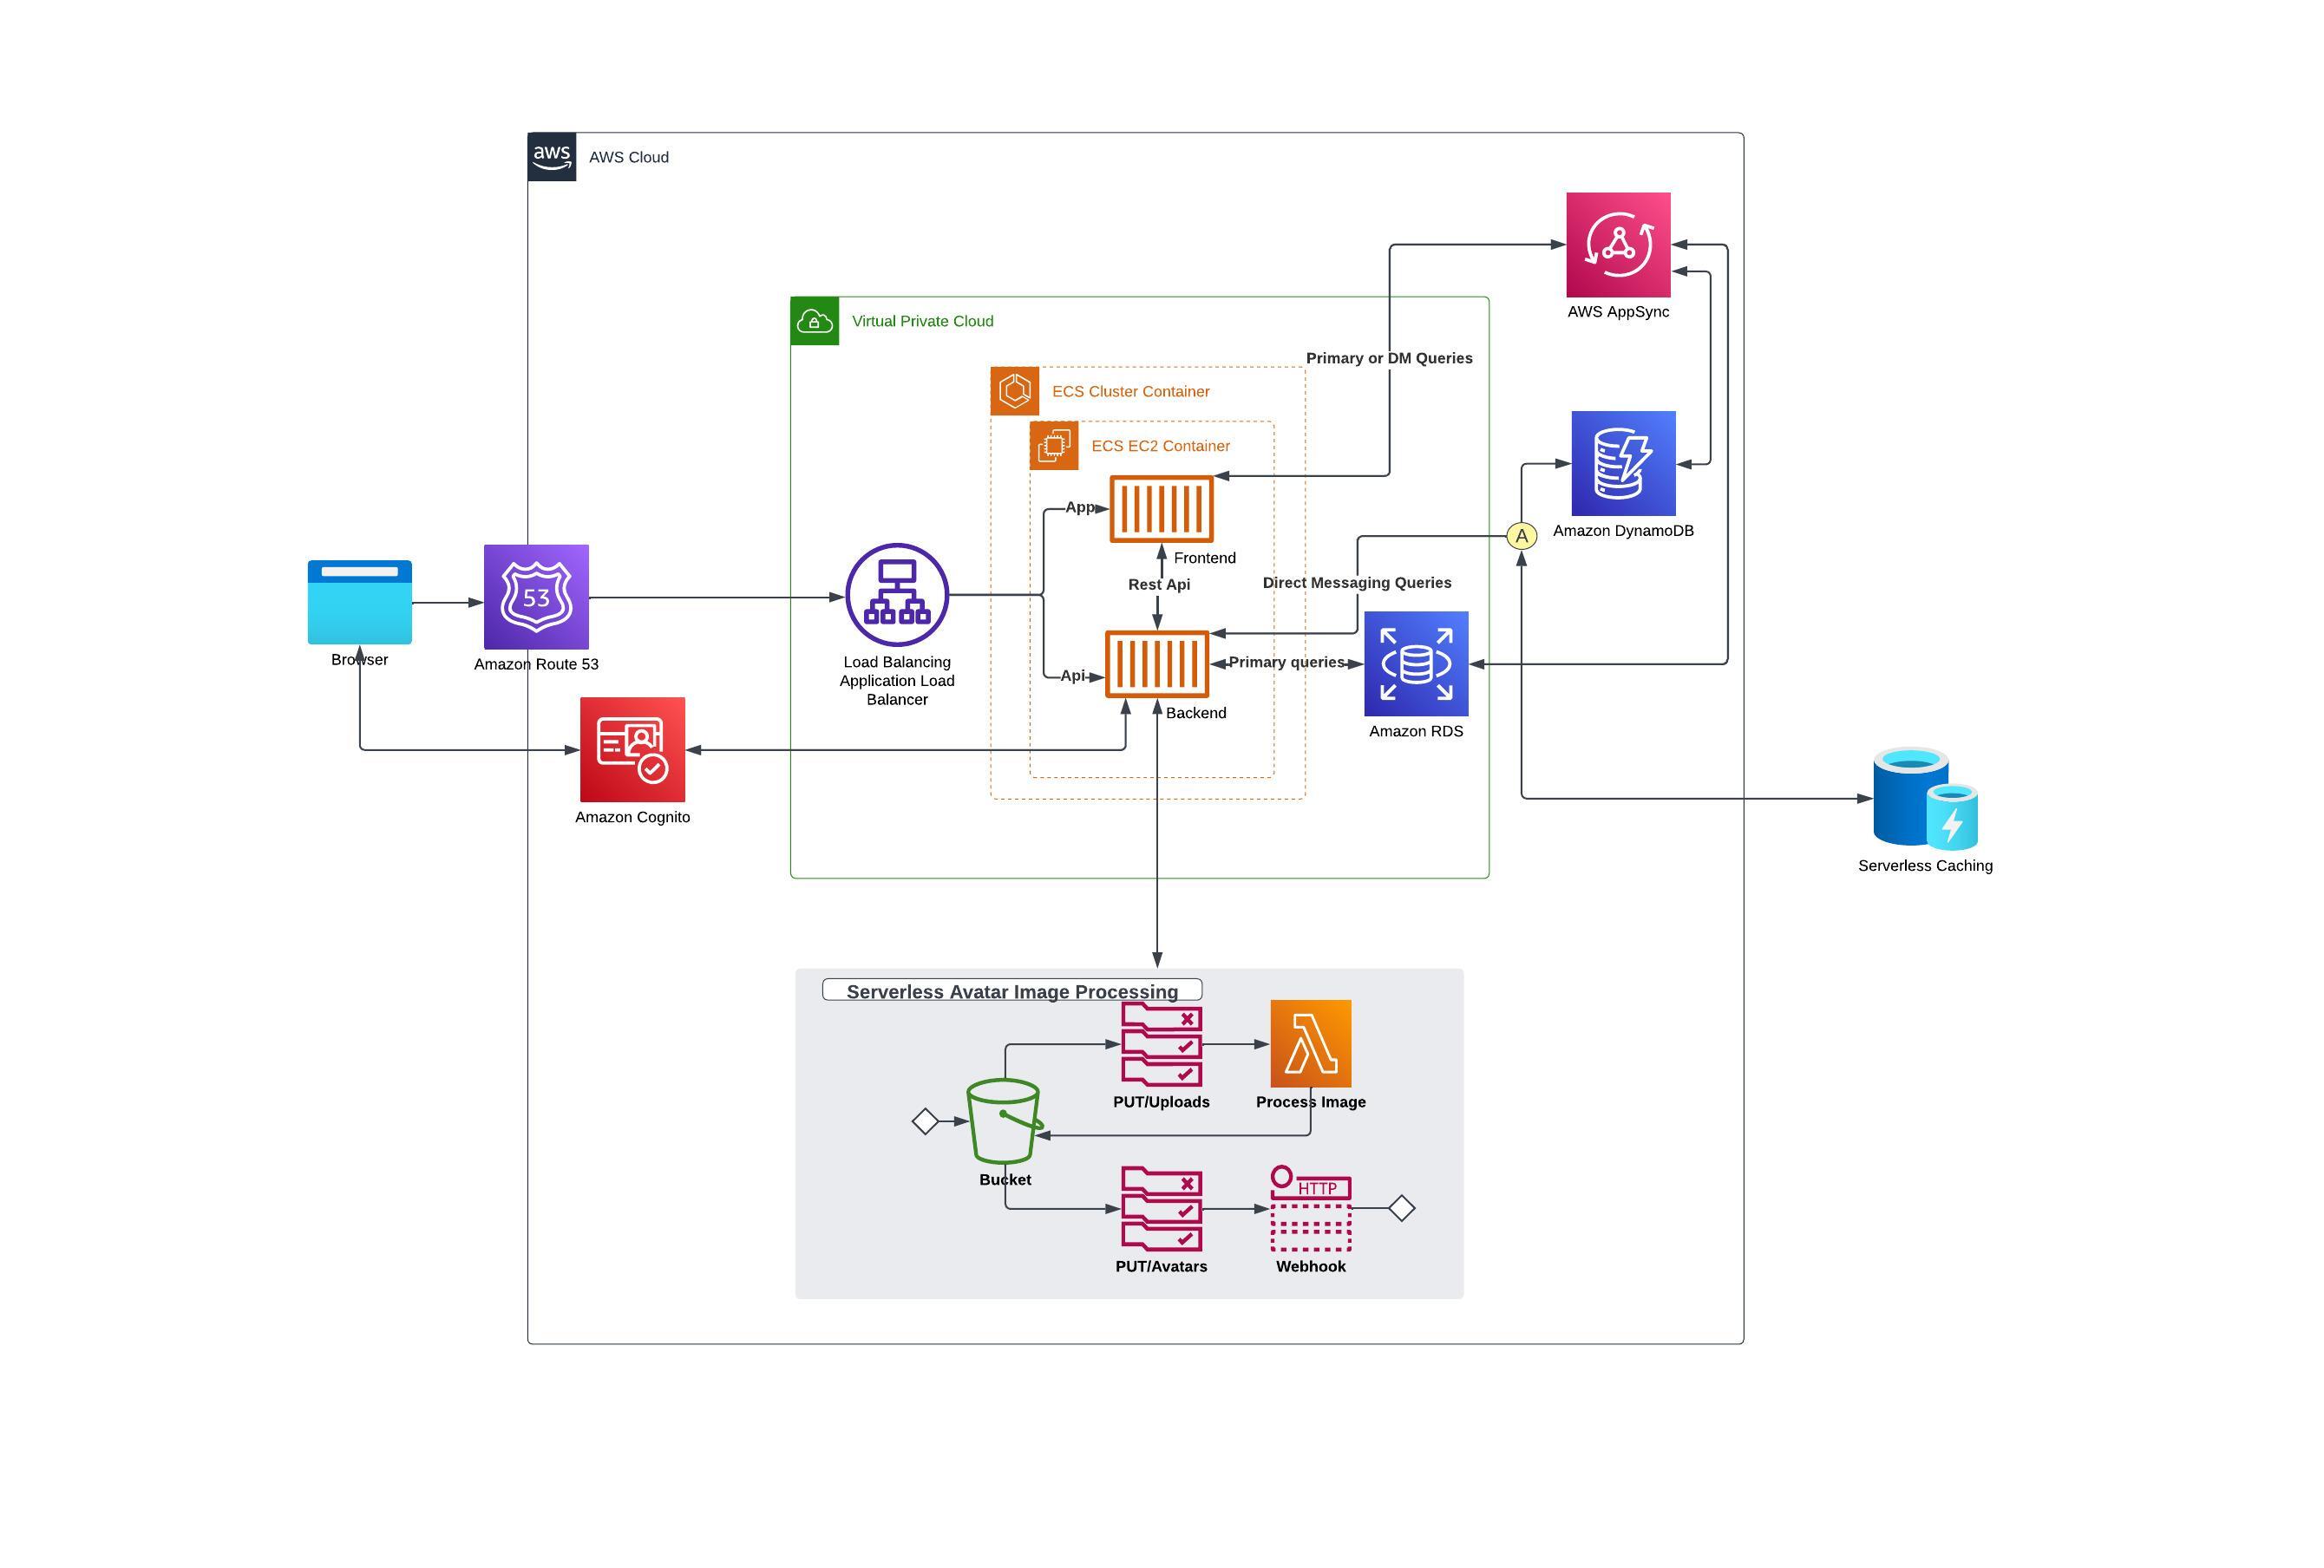 aws
AWS Cloud
AWS AppSync
Virtual Private Cloud
Primary or DM Queries
ECS Cluster Container
ECS EC2 Container
App
Amazon DynamoDB
A
Frontend
Rest Api
Direct Messaging Queries
53
Browser
Amazon Route 53
Load Balancing
Application Load
Balancer
Primary queries
Api
Backend
Amazon RDS
Amazon Cognito
Serverless Caching
Serverless Avatar Image Processing
PUT/Uploads
Process Image
Bucket
HTTP
PUT/Avatars
Webhook